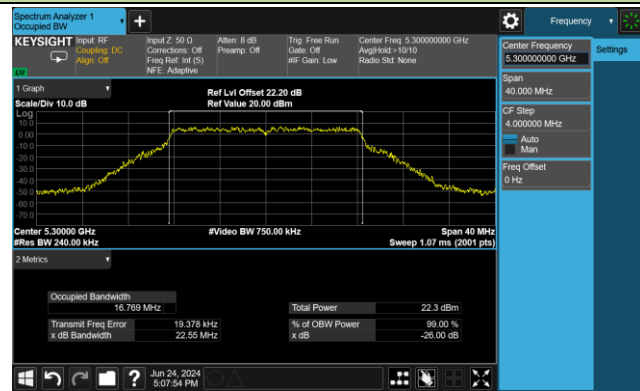 Spectrum Analyzer 1
Occupied BW
Frequency
KEYSIGHT
Input: RF
Coupling: DC
Align: Off
Input Z: 50 Ω
Corrections: Off
Freq Ref: Int (S)
NFE: Adaptive
Atten: 8 dB
Preamp: Off
Trig: Free Run
Gate: Off
#IF Gain: Low
Center Freq: 5.300000000 GHz
Avg|Hold:>10/10
Radio Std: None
Center Frequency
5.300000000 GHz
Settings
Span
40.000 MHz
CF Step
4.000000 MHz
Auto
Man
Freq Offset
0 Hz
1 Graph
Scale/Div 10.0 dB
Ref Lvl Offset 22.20 dB
Ref Value 20.00 dBm
Log
10.0
0.00
-10.0
-20.0
-30.0
-40.0
-50.0
-60.0
-70.0
Center 5.30000 GHz
#Res BW 240.00 kHz
#Video BW 750.00 kHz
Span 40 MHz
Sweep 1.07 ms (2001 pts)
2 Metrics
Occupied Bandwidth
16.769 MHz
Total Power 22.3 dBm
Transmit Freq Error 19.378 kHz
% of OBW Power 99.00 %
x dB Bandwidth 22.55 MHz
x dB -26.00 dB
Jun 24, 2024
5:07:54 PM